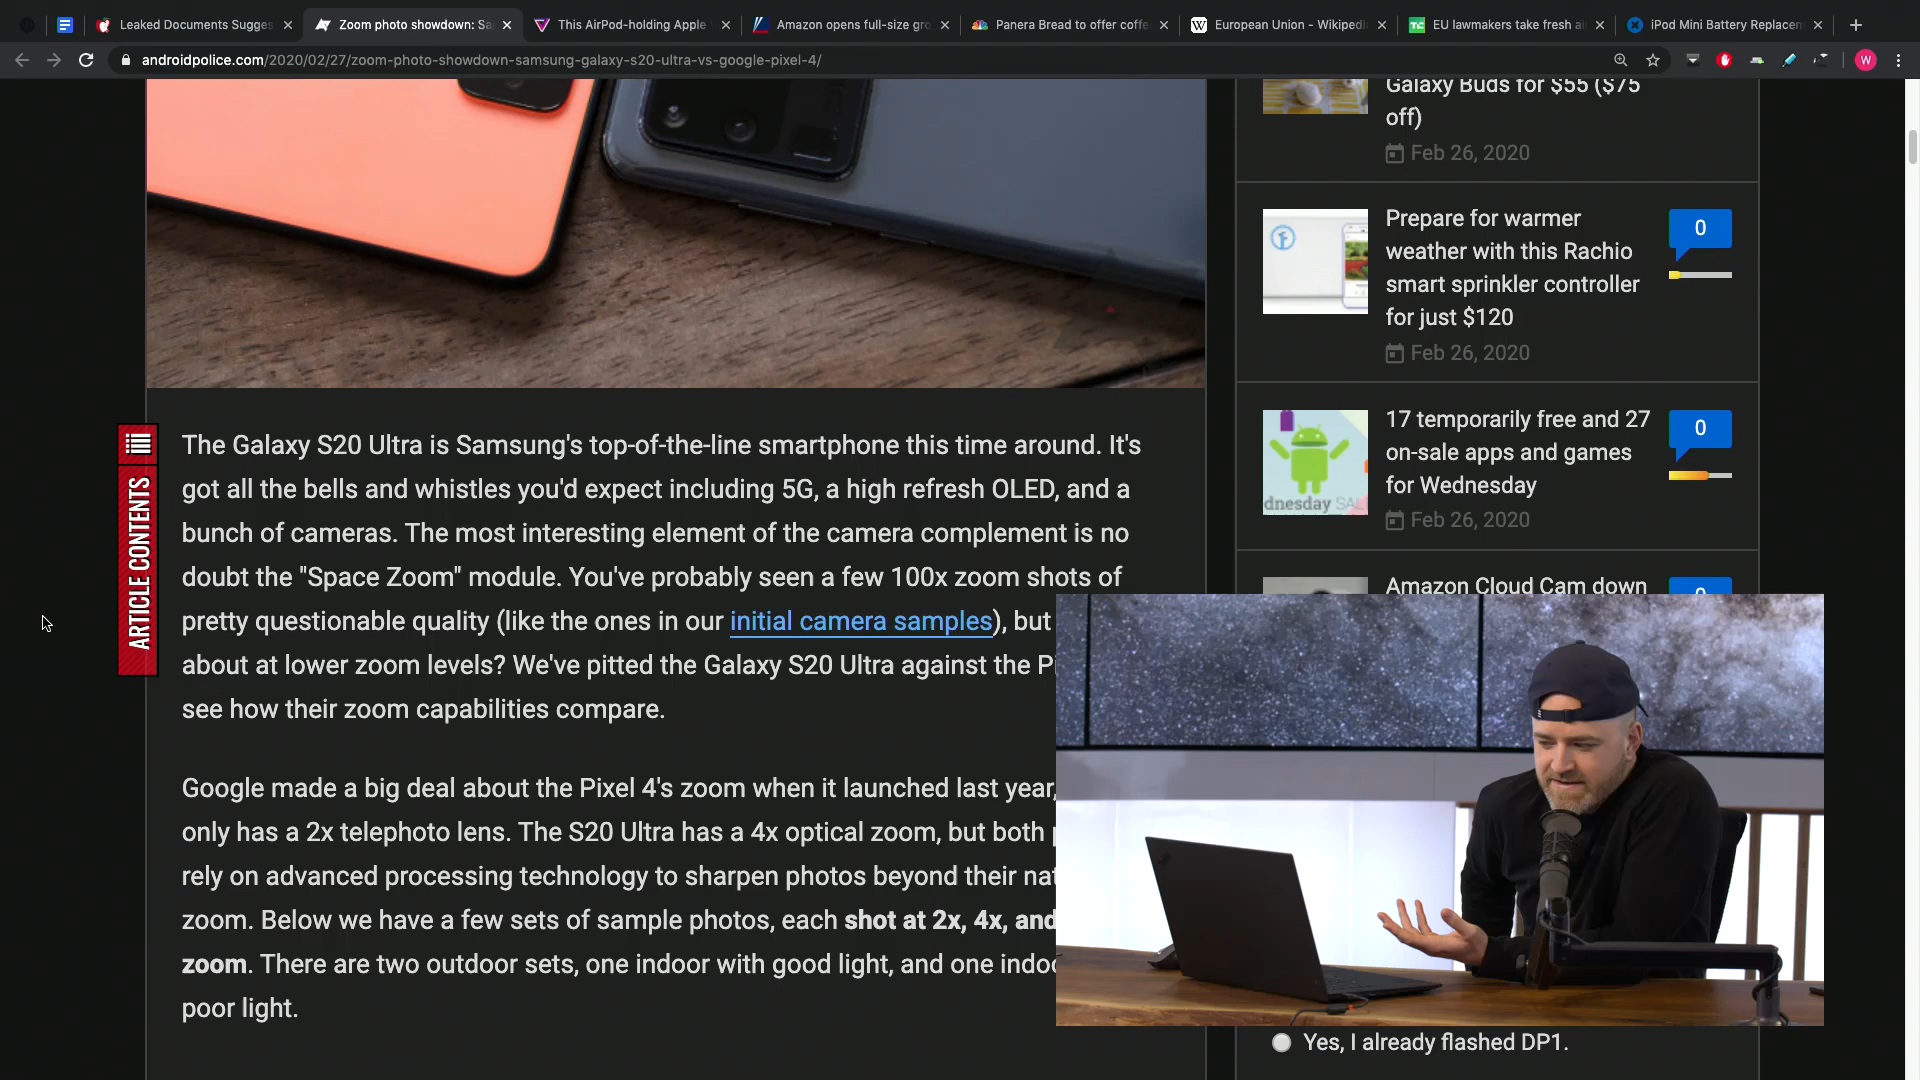 Leaked Documents Sugges
Zoom photo showdown: Sa
This AirPod-holding Apple
Amazon opens full-size gro
Panera Bread to offer coffe
European Union - Wikipedi
EU lawmakers take fresh ai
iPod Mini Battery Replacem
androidpolice.com/2020/02/27/zoom-photo-showdown-samsung-galaxy-s20-ultra-vs-google-pixel-4/
W
ARTICLE CONTENTS
The Galaxy S20 Ultra is Samsung's top-of-the-line smartphone this time around. It's
got all the bells and whistles you'd expect including 5G, a high refresh OLED, and a
bunch of cameras. The most interesting element of the camera complement is no
doubt the "Space Zoom" module. You've probably seen a few 100x zoom shots of
pretty questionable quality (like the ones in our initial camera samples), but
about at lower zoom levels? We've pitted the Galaxy S20 Ultra against the Pi
see how their zoom capabilities compare.
Google made a big deal about the Pixel 4's zoom when it launched last year,
only has a 2x telephoto lens. The S20 Ultra has a 4x optical zoom, but both
rely on advanced processing technology to sharpen photos beyond their nat
zoom. Below we have a few sets of sample photos, each shot at 2x, 4x, and
zoom. There are two outdoor sets, one indoor with good light, and one indoo
poor light.
Galaxy Buds for $55 ($75
off)
Feb 26, 2020
Prepare for warmer
weather with this Rachio
smart sprinkler controller
for just $120
Feb 26, 2020
0
17 temporarily free and 27
on-sale apps and games
for Wednesday
Feb 26, 2020
0
dnesday SAL
Amazon Cloud Cam down
0
Yes, I already flashed DP1.